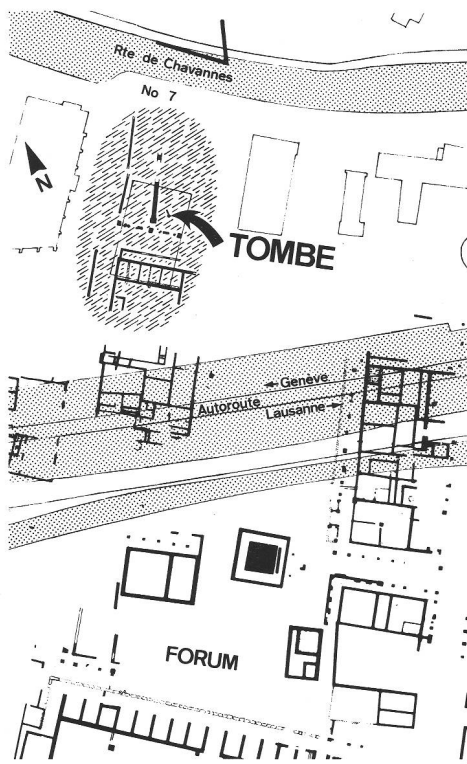 Rte de Chavannes
No 7
N
TOMBE
Genève
Autoroute
Lausanne
FORUM